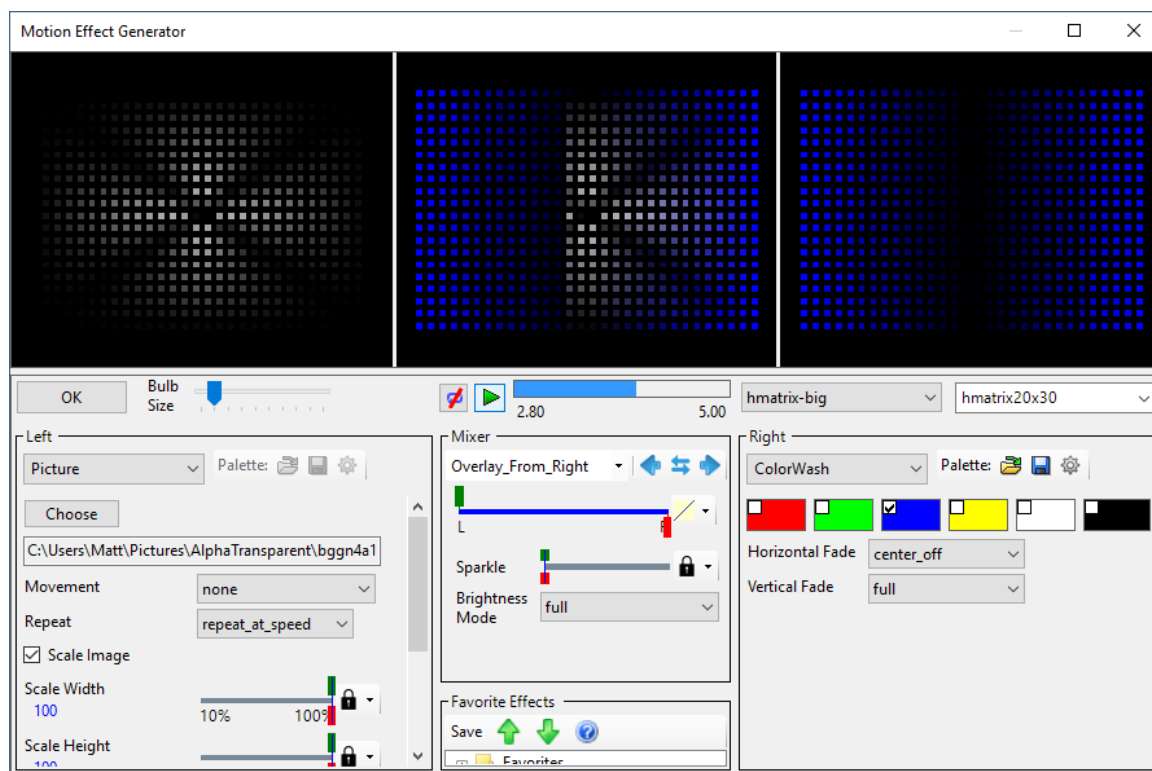 Motion Effect Generator
OK
Bulb
Size
2.80
5.00
hmatrix-big
hmatrix20x30
Left
Picture
Palette:
Choose
C:\Users\Matt\Pictures\AlphaTransparent\bggn4a1
Movement
none
Repeat
repeat_at_speed
Scale Image
Scale Width
100
10%
100%
Scale Height
Mixer
Overlay_From_Right
L
Sparkle
Brightness
Mode
full
Favorite Effects
Save
Favorites
Right
ColorWash
Palette:
Horizontal Fade
center_off
Vertical Fade
full